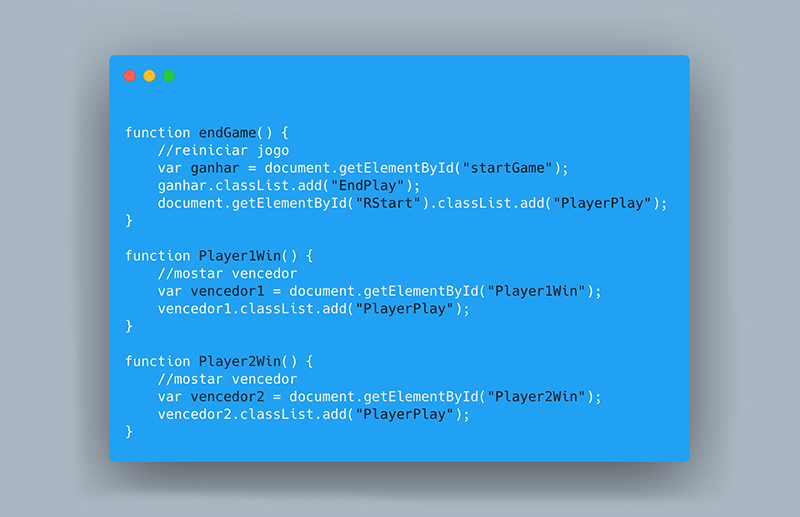 function endGame() {
    //reiniciar jogo
    var ganhar = document.getElementById("startGame");
    ganhar.classList.add("EndPlay");
    document.getElementById("RStart").classList.add("PlayerPlay");
}

function Player1Win() {
    //mostar vencedor
    var vencedor1 = document.getElementById("Player1Win");
    vencedor1.classList.add("PlayerPlay");
}

function Player2Win() {
    //mostar vencedor
    var vencedor2 = document.getElementById("Player2Win");
    vencedor2.classList.add("PlayerPlay");
}